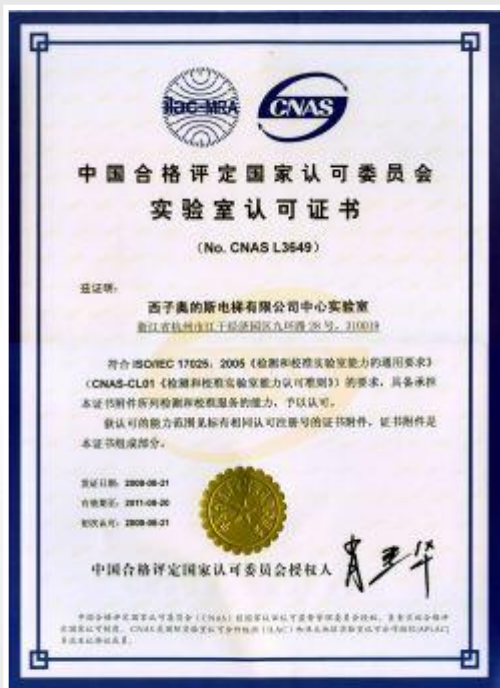 ilac-MRA
CNAS
中国合格评定国家认可委员会
实验室认可证书
（No. CNAS L3649）
兹证明：
西子奥的斯电梯有限公司中心实验室
浙江省杭州市江干经济园区九环路 28 号，310019
符合 ISO/IEC 17025：2005《检测和校准实验室能力的通用要求》
（CNAS-CL01《检测和校准实验室能力认可准则》）的要求，具备承担
本证书附件所列检测和校准服务的能力，予以认可。
获认可的能力范围见标有相同认可注册号的证书附件，证书附件是
本证书组成部分。
发证日期：2008-08-21
有效期至：2011-08-20
初次认可：2008-08-21
中国合格评定国家认可委员会授权人